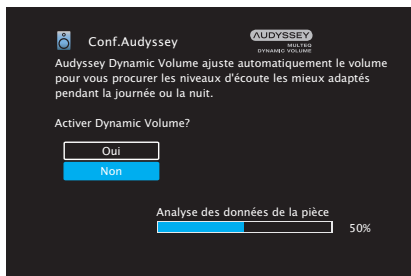 Conf.Audyssey
AUDYSSEY
MULTEQ
DYNAMIC VOLUME
Audyssey Dynamic Volume ajuste automatiquement le volume
pour vous procurer les niveaux d'écoute les mieux adaptés
pendant la journée ou la nuit.
Activer Dynamic Volume?
Oui
Non
Analyse des données de la pièce
50%